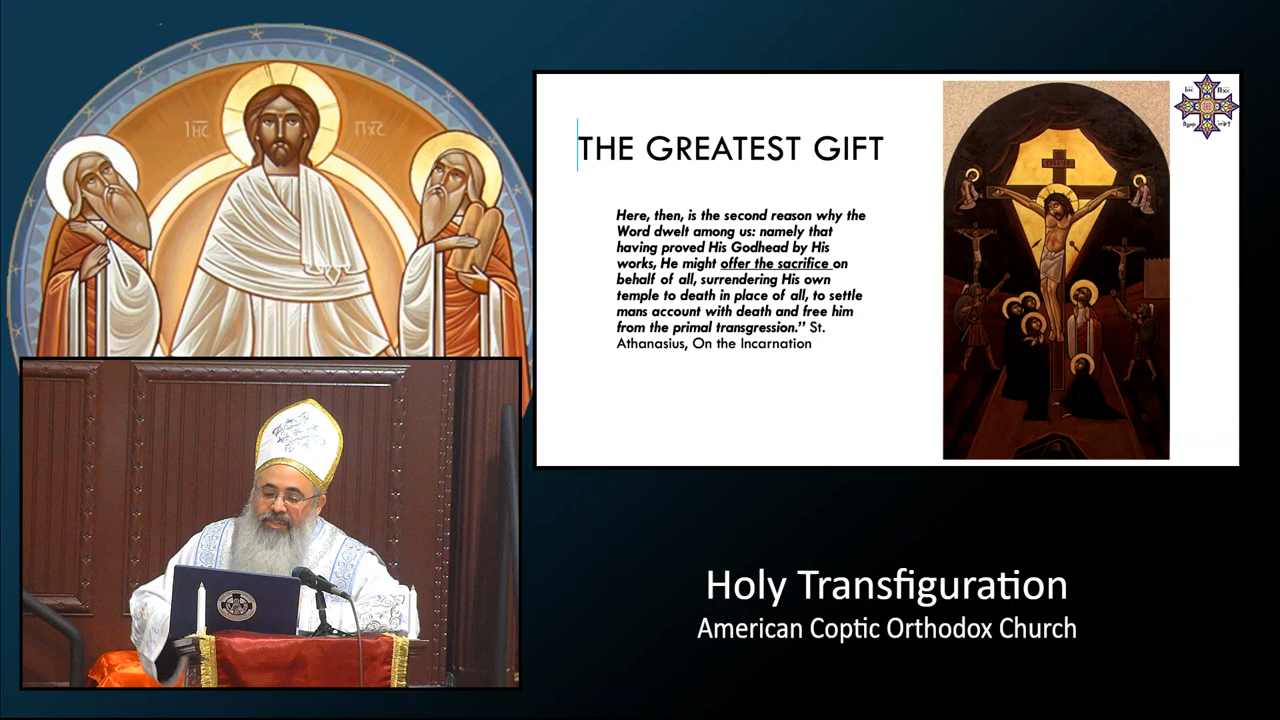 ΙΗС
ΠΧС
THE GREATEST GIFT
Here, then, is the second reason why the
Word dwelt among us: namely that
having proved His Godhead by His
works, He might offer the sacrifice on
behalf of all, surrendering His own
temple to death in place of all, to settle
mans account with death and free him
from the primal transgression.” St.
Athanasius, On the Incarnation
Holy Transfiguration
American Coptic Orthodox Church